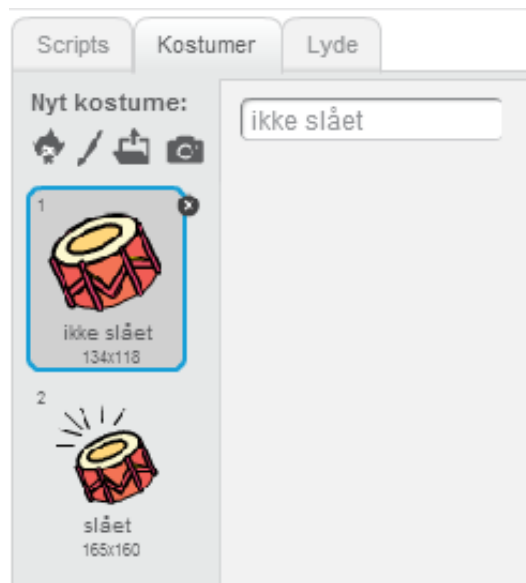 Scripts Kostumer Lyde
Nyt kostume:
ikke slået
1
ikke slået
134x118
2
slået
165x160